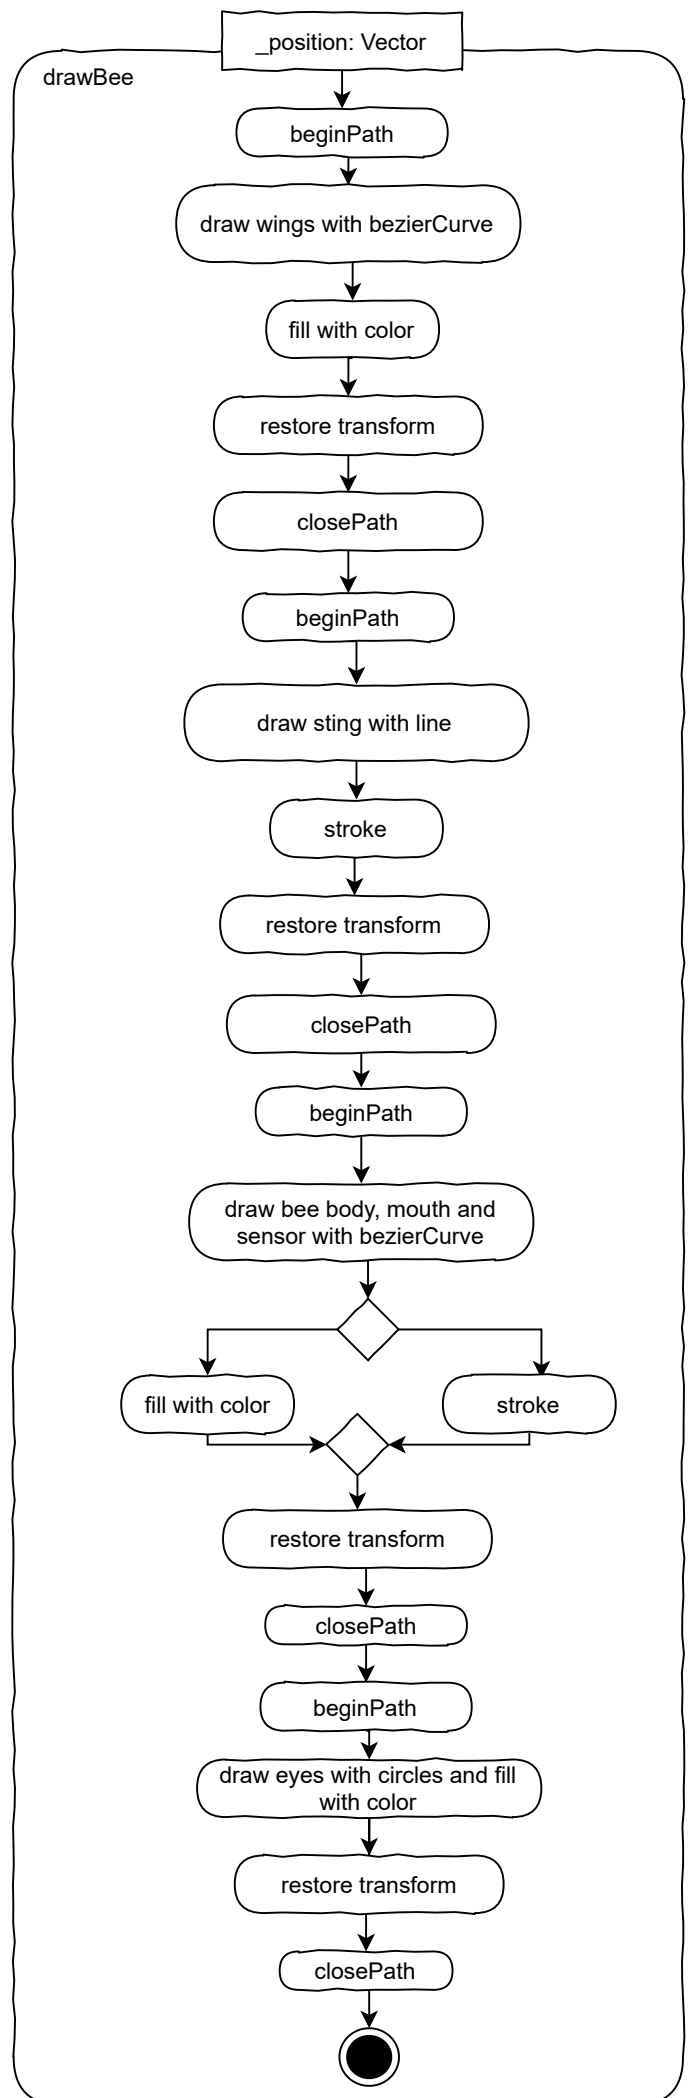 _position: Vector
drawBee
beginPath
draw wings with bezierCurve
fill with color
restore transform
closePath
beginPath
draw sting with line
stroke
restore transform
closePath
beginPath
draw bee body, mouth and
sensor with bezierCurve
fill with color
stroke
restore transform
closePath
beginPath
draw eyes with circles and fill
with color
restore transform
closePath